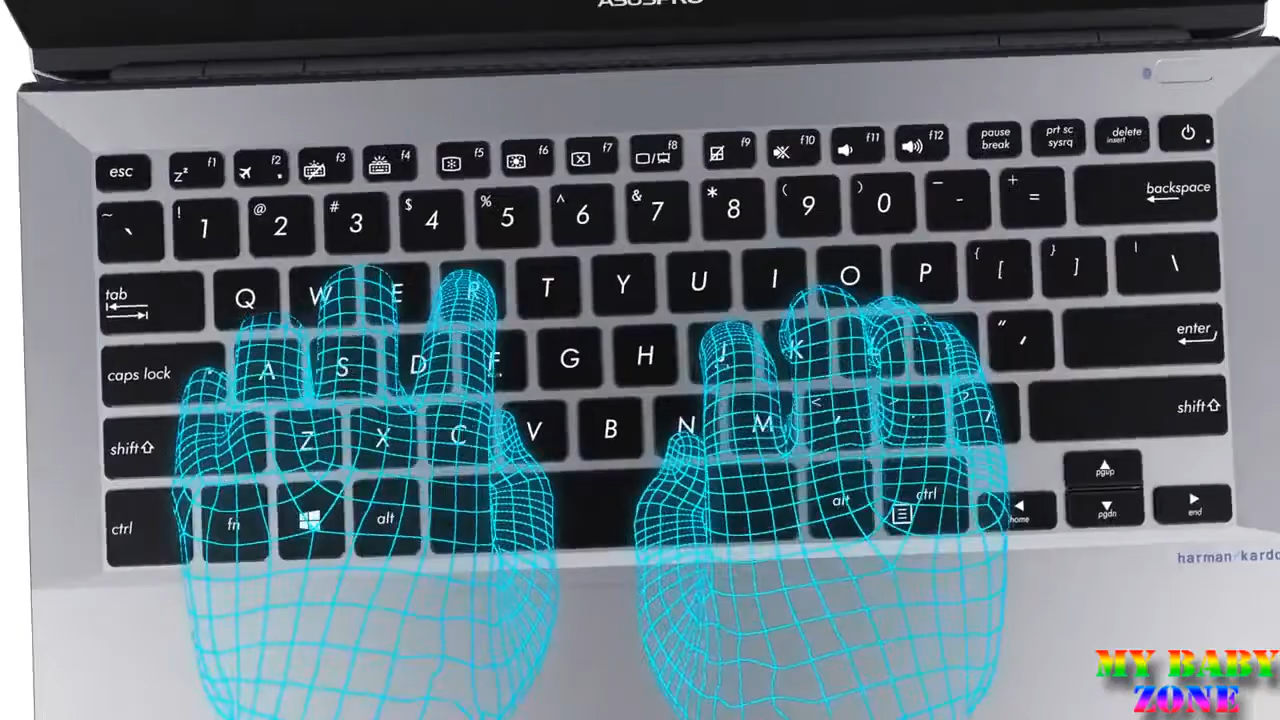 ASUSPRO
esc zᶻ f1 f2 f3 f4 f5 f6 f7 f8 f9 f10 f11 f12 pause break prt sc sysrq delete insert
~ ` ! 1 @ 2 # 3 $ 4 % 5 ^ 6 & 7 * 8 ( 9 ) 0 _ - + = backspace
tab Q W E R T Y U I O P { [ } ] | \
caps lock A S D F G H J K " ' enter
shift Z X C V B N M < , . ? / shift
ctrl fn alt alt ctrl home pgup pgdn end
harman/kardo
MY BABY
ZONE